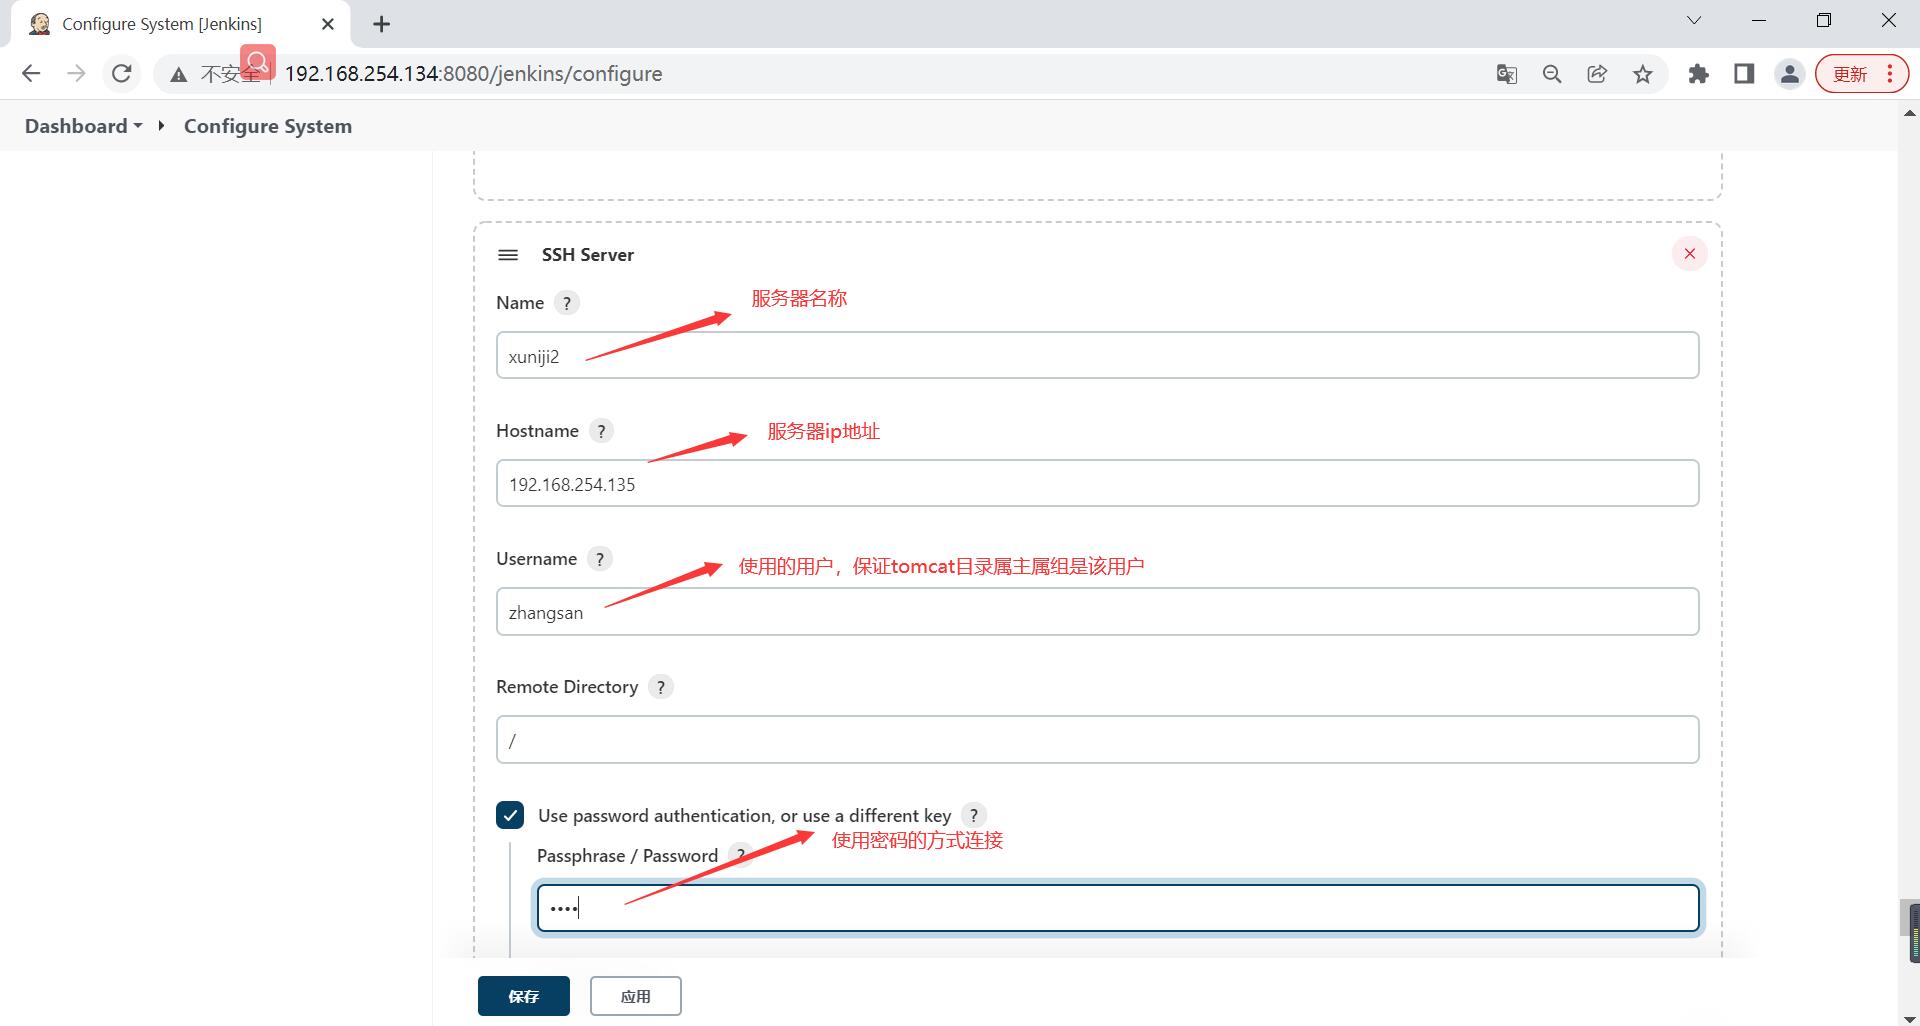 Configure System [Jenkins]
不安全 192.168.254.134:8080/jenkins/configure 更新
Dashboard Configure System
SSH Server
Name ?
服务器名称
xuniji2
Hostname ?
服务器ip地址
192.168.254.135
Username ?
使用的用户，保证tomcat目录属主属组是该用户
zhangsan
Remote Directory ?
/
Use password authentication, or use a different key ?
使用密码的方式连接
Passphrase / Password ?
••••
保存 应用